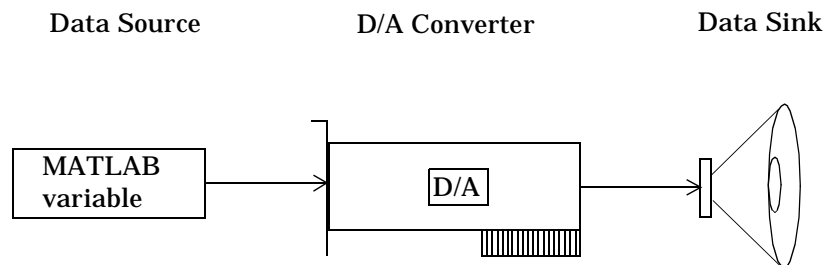 Data Source
D/A Converter
Data Sink
MATLAB
variable
D/A